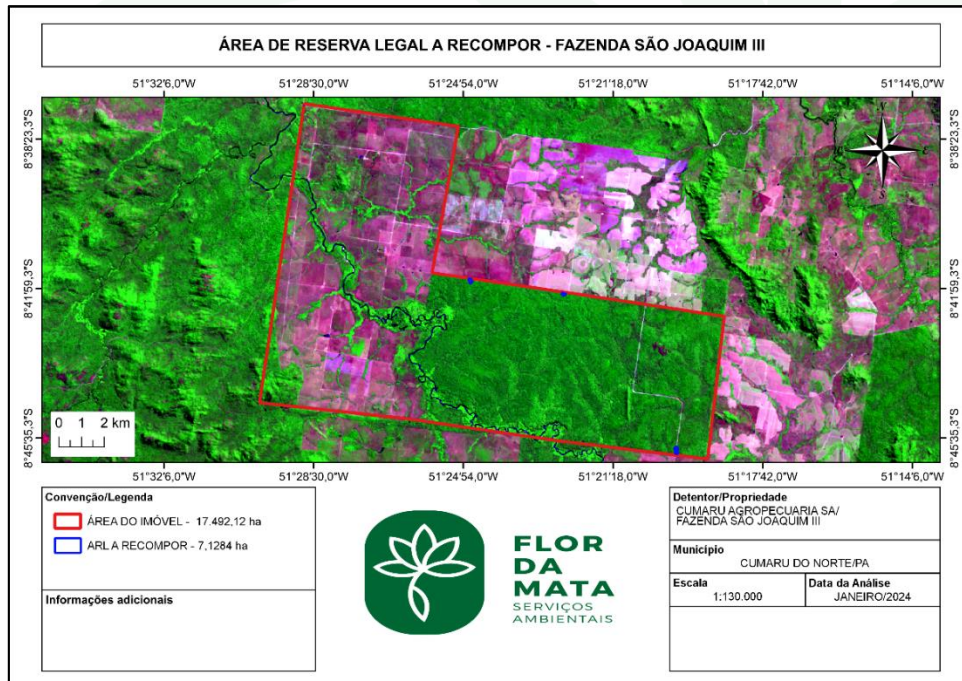 ÁREA DE RESERVA LEGAL A RECOMPOR - FAZENDA SÃO JOAQUIM III
51°32'6,0"W 51°28'30,0"W 51°24'54,0"W 51°21'18,0"W 51°17'42,0"W 51°14'6,0"W
8°38'23,3"S 8°38'23,3"S
8°41'59,3"S 8°41'59,3"S
8°45'35,3"S 8°45'35,3"S
0 1 2 km
51°32'6,0"W 51°28'30,0"W 51°24'54,0"W 51°21'18,0"W 51°17'42,0"W 51°14'6,0"W
Convenção/Legenda
ÁREA DO IMÓVEL - 17.492,12 ha
ARL A RECOMPOR - 7,1284 ha
Informações adicionais
FLOR
DA
MATA
SERVIÇOS
AMBIENTAIS
Detentor/Propriedade
CUMARU AGROPECUARIA SA/
FAZENDA SÃO JOAQUIM III
Município
CUMARU DO NORTE/PA
Escala
1:130.000
Data da Análise
JANEIRO/2024